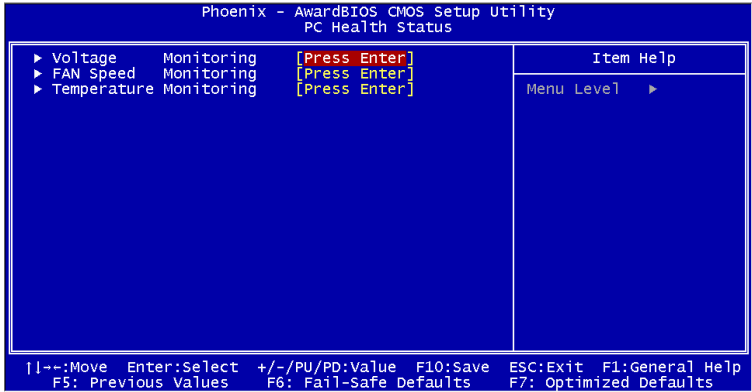 Phoenix - AwardBIOS CMOS Setup Utility
PC Health Status
▶ Voltage Monitoring [Press Enter]
▶ FAN Speed Monitoring [Press Enter]
▶ Temperature Monitoring [Press Enter]
Item Help
Menu Level ▶
↑↓→←:Move Enter:Select +/-/PU/PD:Value F10:Save ESC:Exit F1:General Help
F5: Previous Values F6: Fail-Safe Defaults F7: Optimized Defaults